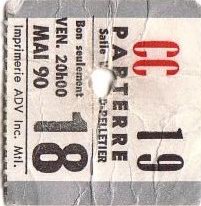 CC 19
PARTERRE
Salle -PELLETIER
Bon seulement
VEN. 20h00
MAI 90 18
Imprimerie ADV Inc. Mtl.